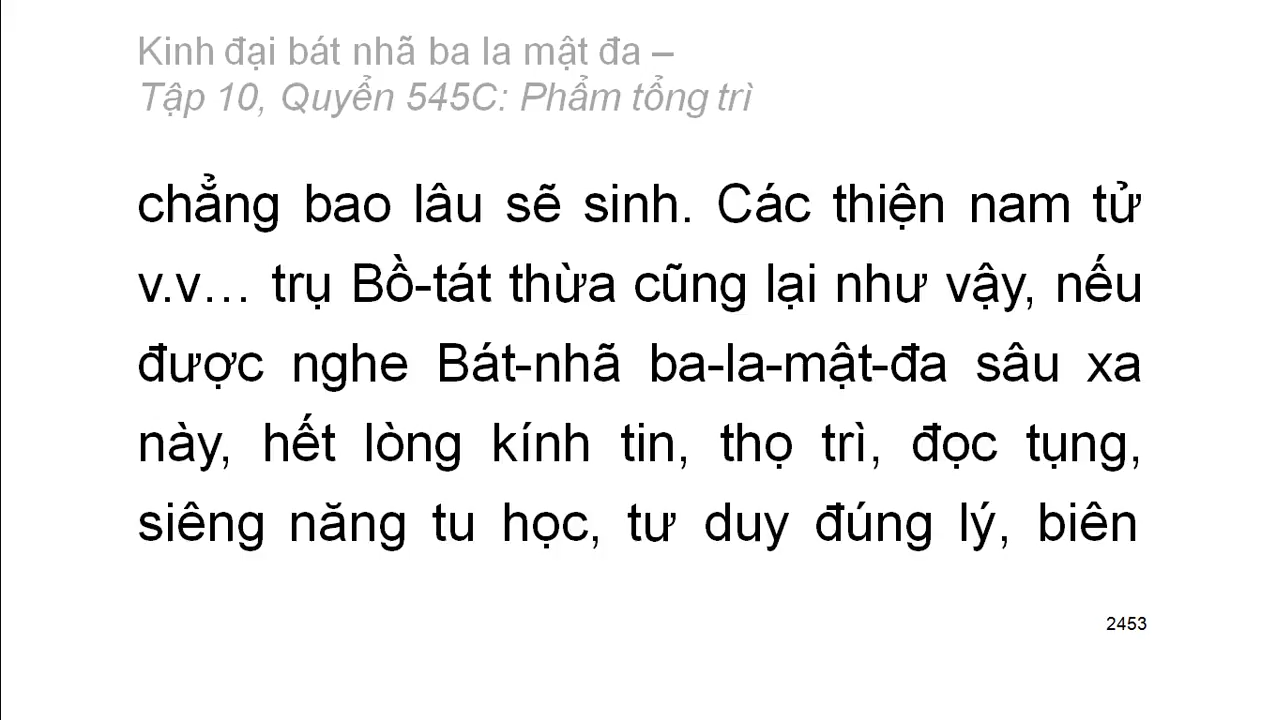 Kinh đại bát nhã ba la mật đa –
Tập 10, Quyển 545C: Phẩm tổng trì
chẳng bao lâu sẽ sinh. Các thiện nam tử
v.v… trụ Bồ-tát thừa cũng lại như vậy, nếu
được nghe Bát-nhã ba-la-mật-đa sâu xa
này, hết lòng kính tin, thọ trì, đọc tụng,
siêng năng tu học, tư duy đúng lý, biên
2453